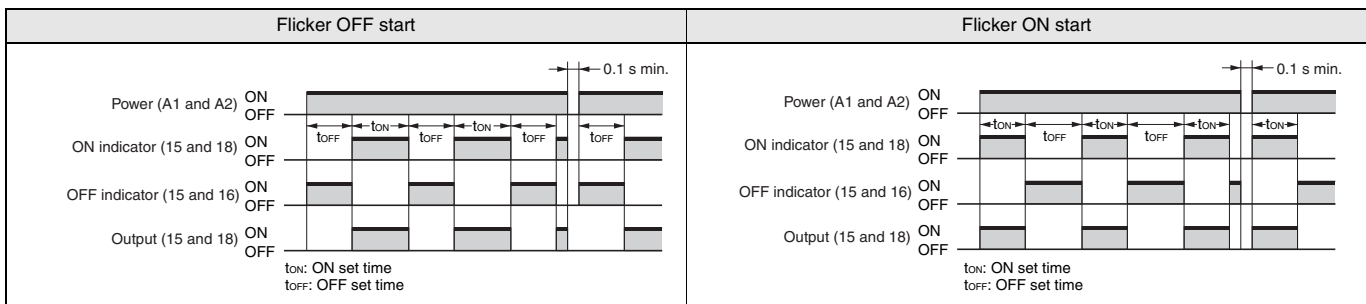 Flicker OFF start
0.1 s min.
Power (A1 and A2) ON
OFF
tOFF tON tOFF tON tOFF tOFF
ON indicator (15 and 18) ON
OFF
OFF indicator (15 and 16) ON
OFF
Output (15 and 18) ON
OFF
tON: ON set time
tOFF: OFF set time
Flicker ON start
0.1 s min.
Power (A1 and A2) ON
OFF
tON tOFF tON tOFF tON tON
ON indicator (15 and 18) ON
OFF
OFF indicator (15 and 16) ON
OFF
Output (15 and 18) ON
OFF
tON: ON set time
tOFF: OFF set time